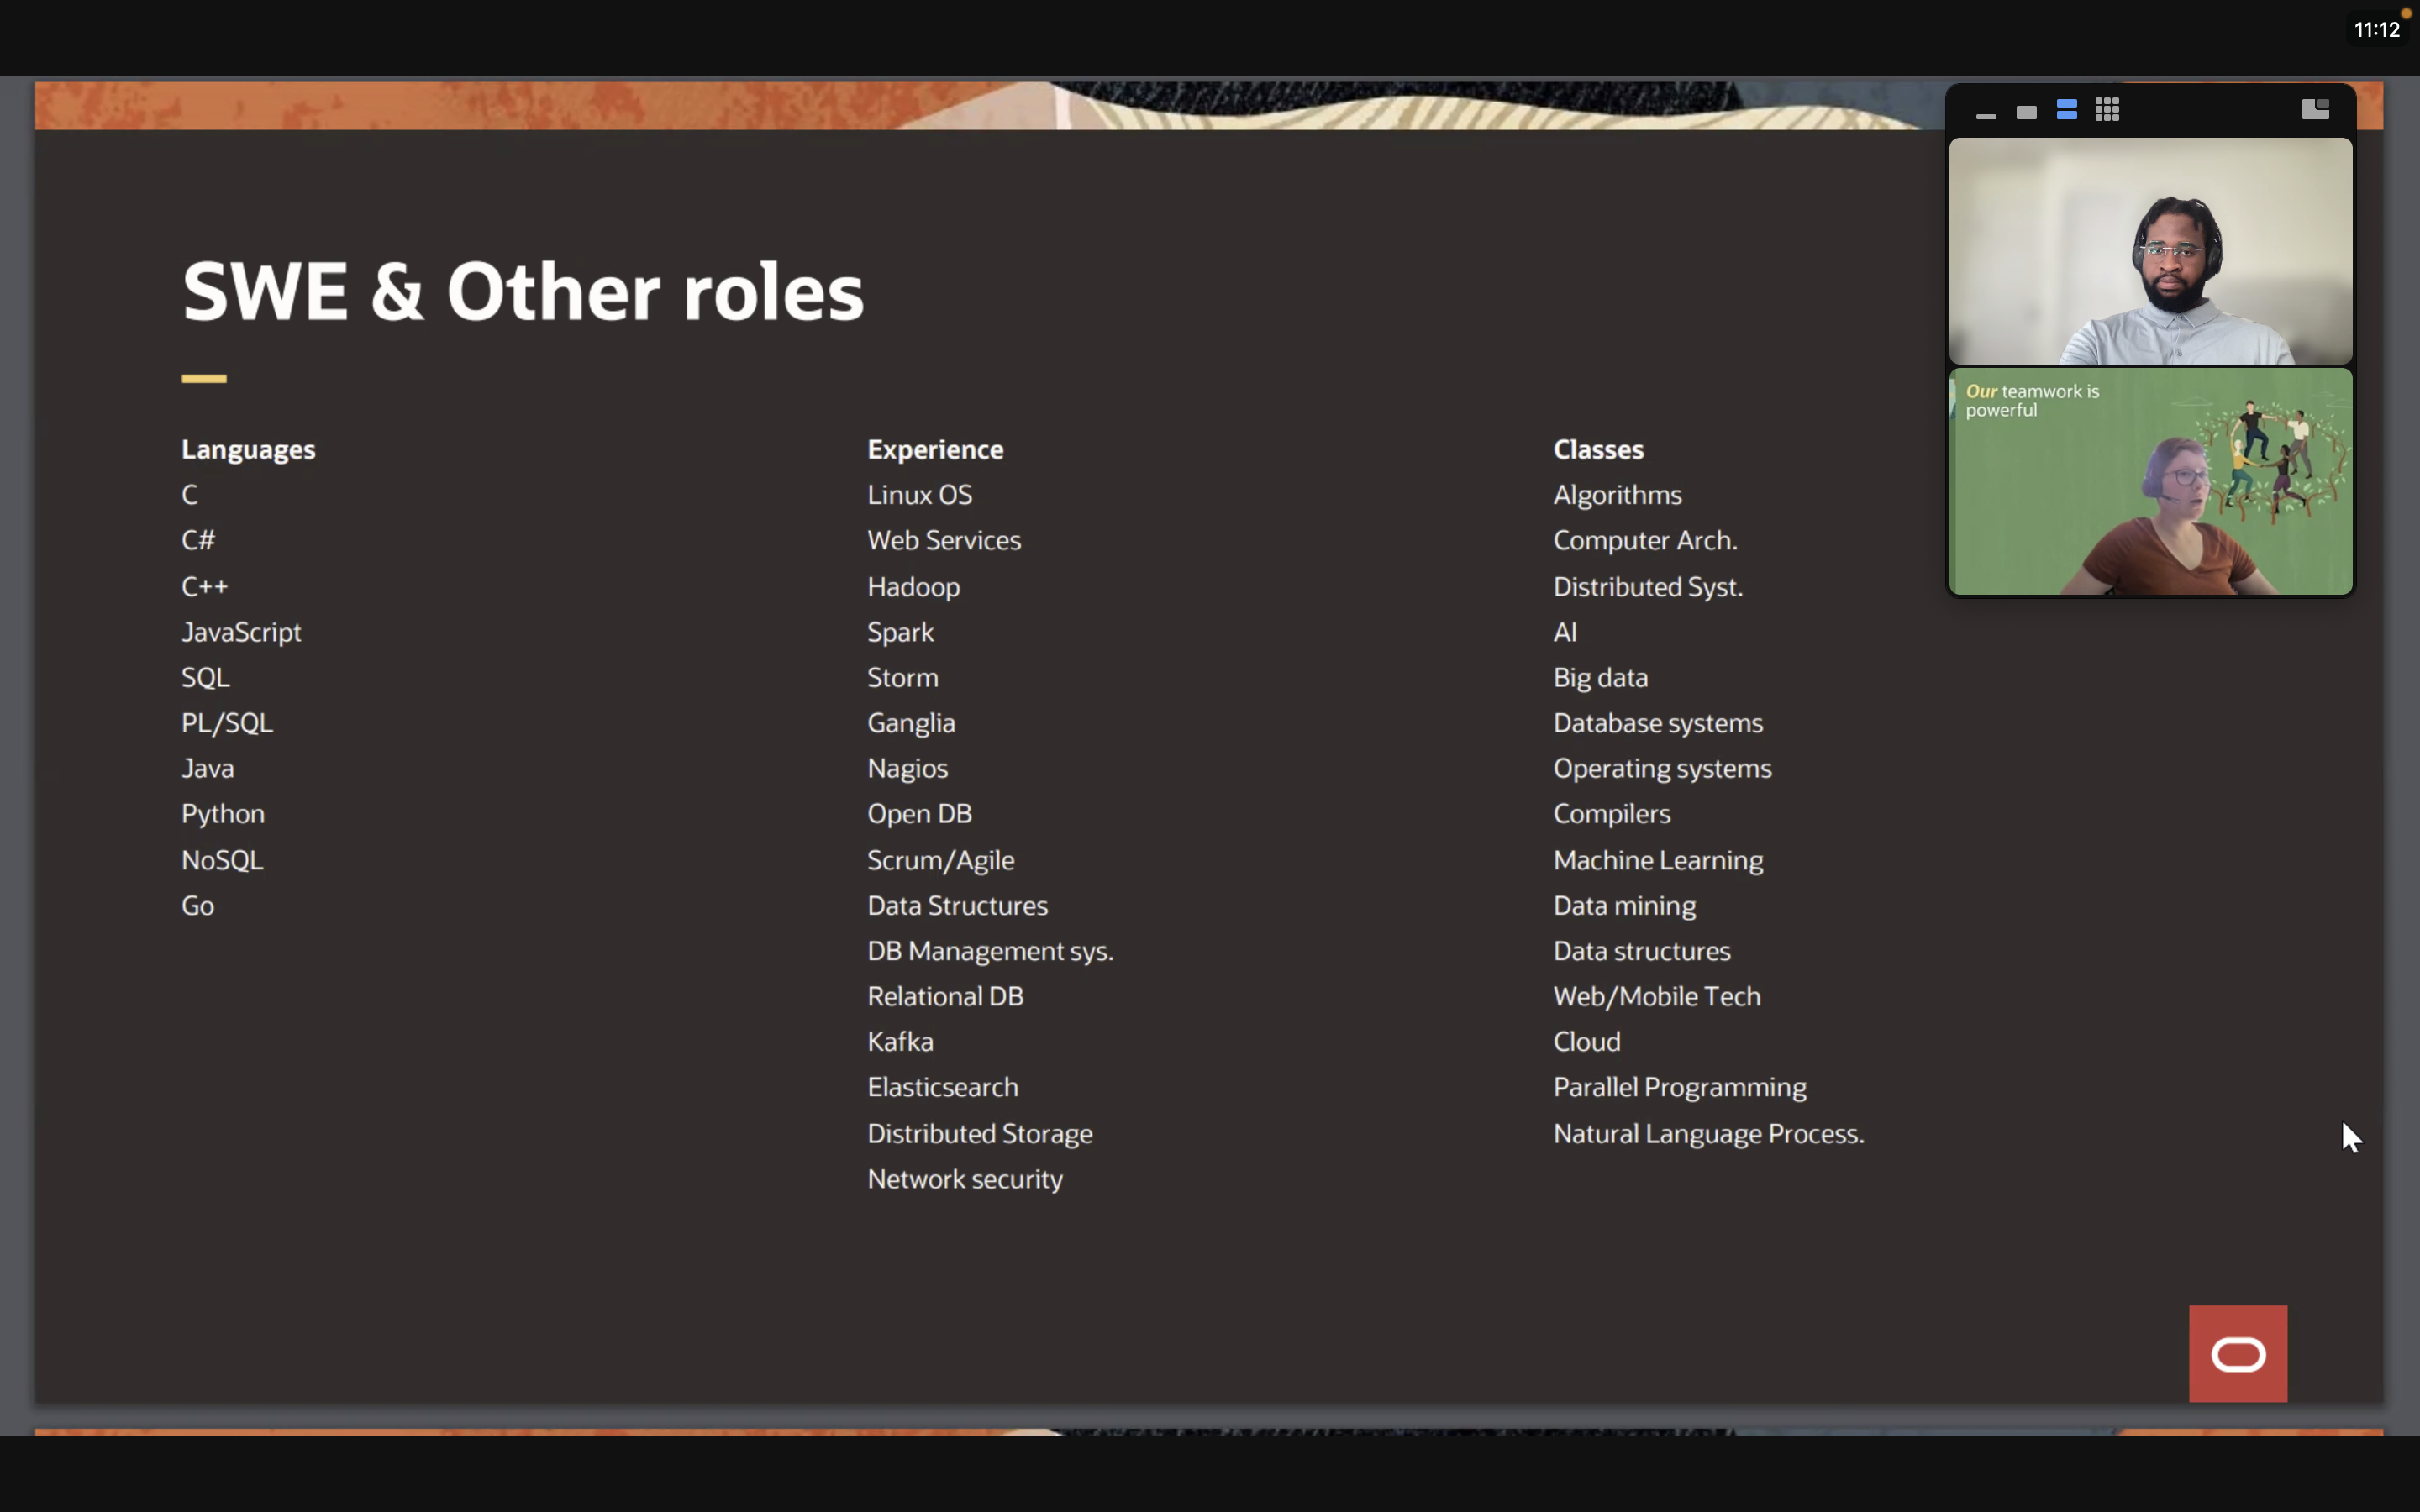 11:12
SWE & Other roles
Languages
C
C#
C++
JavaScript
SQL
PL/SQL
Java
Python
NoSQL
Go
Experience
Linux OS
Web Services
Hadoop
Spark
Storm
Ganglia
Nagios
Open DB
Scrum/Agile
Data Structures
DB Management sys.
Relational DB
Kafka
Elasticsearch
Distributed Storage
Network security
Classes
Algorithms
Computer Arch.
Distributed Syst.
AI
Big data
Database systems
Operating systems
Compilers
Machine Learning
Data mining
Data structures
Web/Mobile Tech
Cloud
Parallel Programming
Natural Language Process.
Our teamwork is
powerful